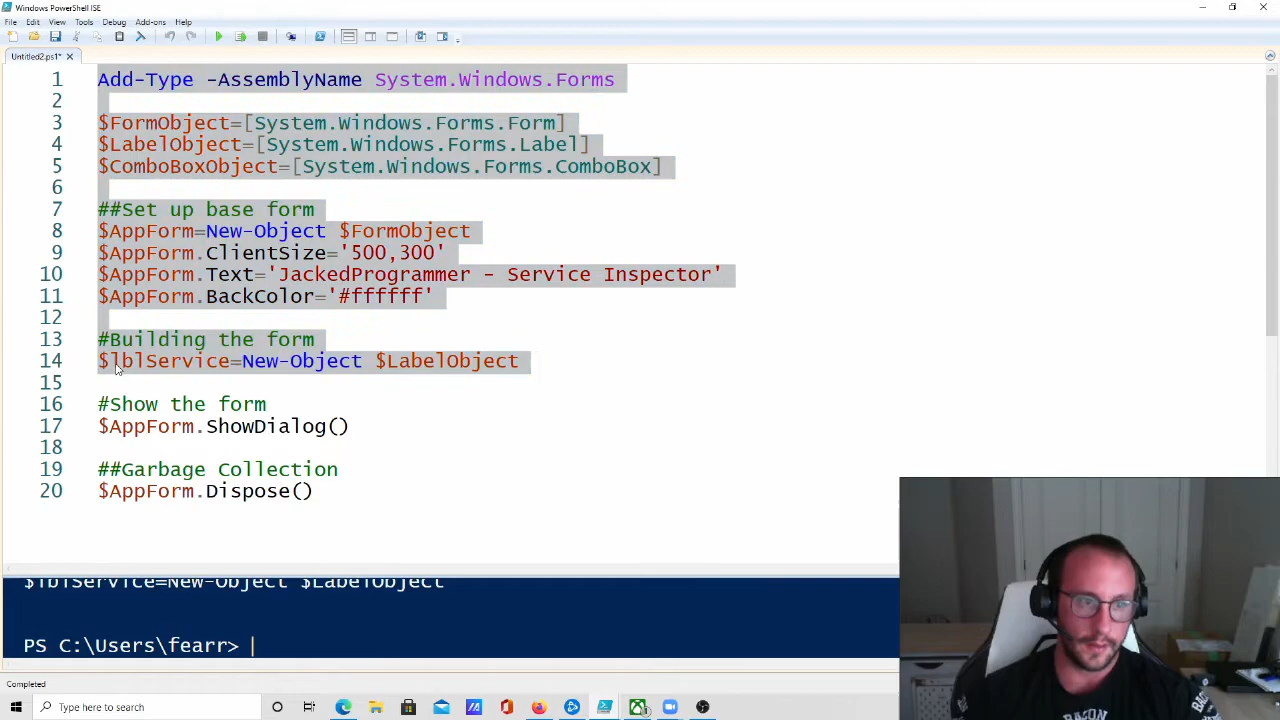 Windows PowerShell ISE
File Edit View Tools Debug Add-ons Help
Untitled2.ps1*
1 Add-Type -AssemblyName System.Windows.Forms
2
3 $FormObject=[System.Windows.Forms.Form]
4 $LabelObject=[System.Windows.Forms.Label]
5 $ComboBoxObject=[System.Windows.Forms.ComboBox]
6
7 ##Set up base form
8 $AppForm=New-Object $FormObject
9 $AppForm.ClientSize='500,300'
10 $AppForm.Text='JackedProgrammer - Service Inspector'
11 $AppForm.BackColor='#ffffff'
12
13 #Building the form
14 $lblService=New-Object $LabelObject
15
16 #Show the form
17 $AppForm.ShowDialog()
18
19 ##Garbage Collection
20 $AppForm.Dispose()
$lblService=New-Object $LabelObject
PS C:\Users\fearr>
Completed
Type here to search
BACON